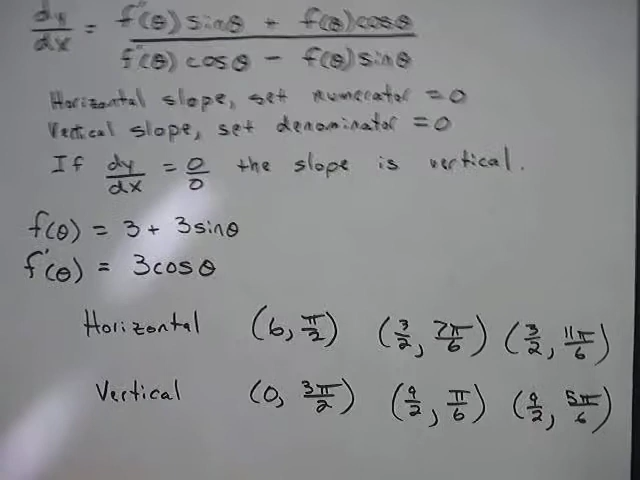 dy/dx = f'(θ) sinθ + f(θ) cosθ / f'(θ) cosθ − f(θ) sinθ
Horizontal slope, set numerator = 0
Vertical slope, set denominator = 0
If dy/dx = 0/0 the slope is vertical.
f(θ) = 3 + 3 sinθ
f'(θ) = 3cosθ
Horizontal (6, π/2) (3/2, 7π/6) (3/2, 11π/6)
Vertical (0, 3π/2) (9/2, π/6) (9/2, 5π/6)